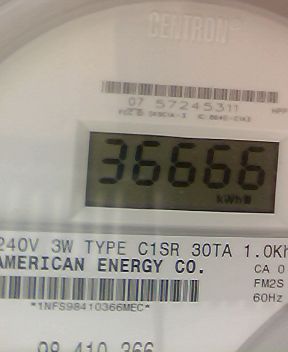 CENTRON
07 57245311
36666
kWh
240V 3W TYPE C1SR 30TA 1.0Kh
AMERICAN ENERGY CO.
CA 0
FM2S
60Hz
*1NFS98410366MEC*
98 410 366